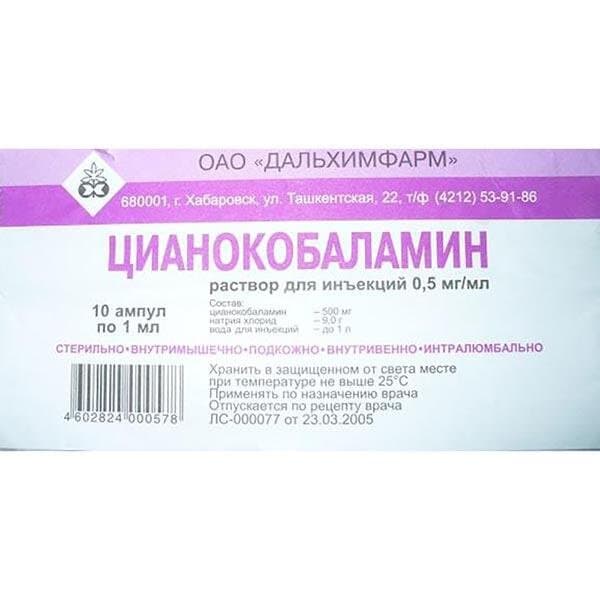 ОАО «ДАЛЬХИМФАРМ»
680001, г. Хабаровск, ул. Ташкентская, 22, т/ф (4212) 53-91-86
ЦИАНОКОБАЛАМИН
раствор для инъекций 0,5 мг/мл
10 ампул
по 1 мл
Состав:
цианокобаламин – 500 мг
натрия хлорид – 9,0 г
вода для инъекций – до 1 л
СТЕРИЛЬНО•ВНУТРИМЫШЕЧНО•ПОДКОЖНО•ВНУТРИВЕННО•ИНТРАЛЮМБАЛЬНО
Хранить в защищенном от света месте
при температуре не выше 25°С
Применять по назначению врача
Отпускается по рецепту врача
ЛС-000077 от 23.03.2005
4 602824 000578